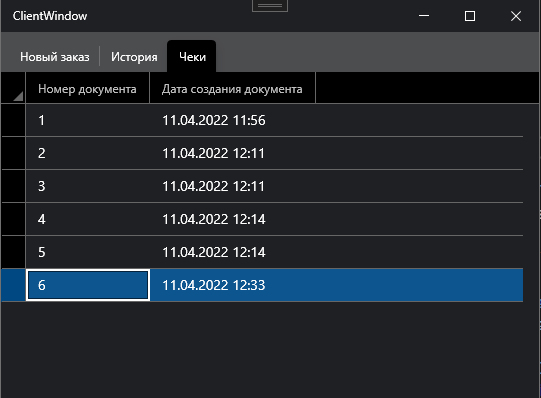 ClientWindow
Новый заказ История Чеки
Номер документа Дата создания документа
1 11.04.2022 11:56
2 11.04.2022 12:11
3 11.04.2022 12:11
4 11.04.2022 12:14
5 11.04.2022 12:14
6 11.04.2022 12:33